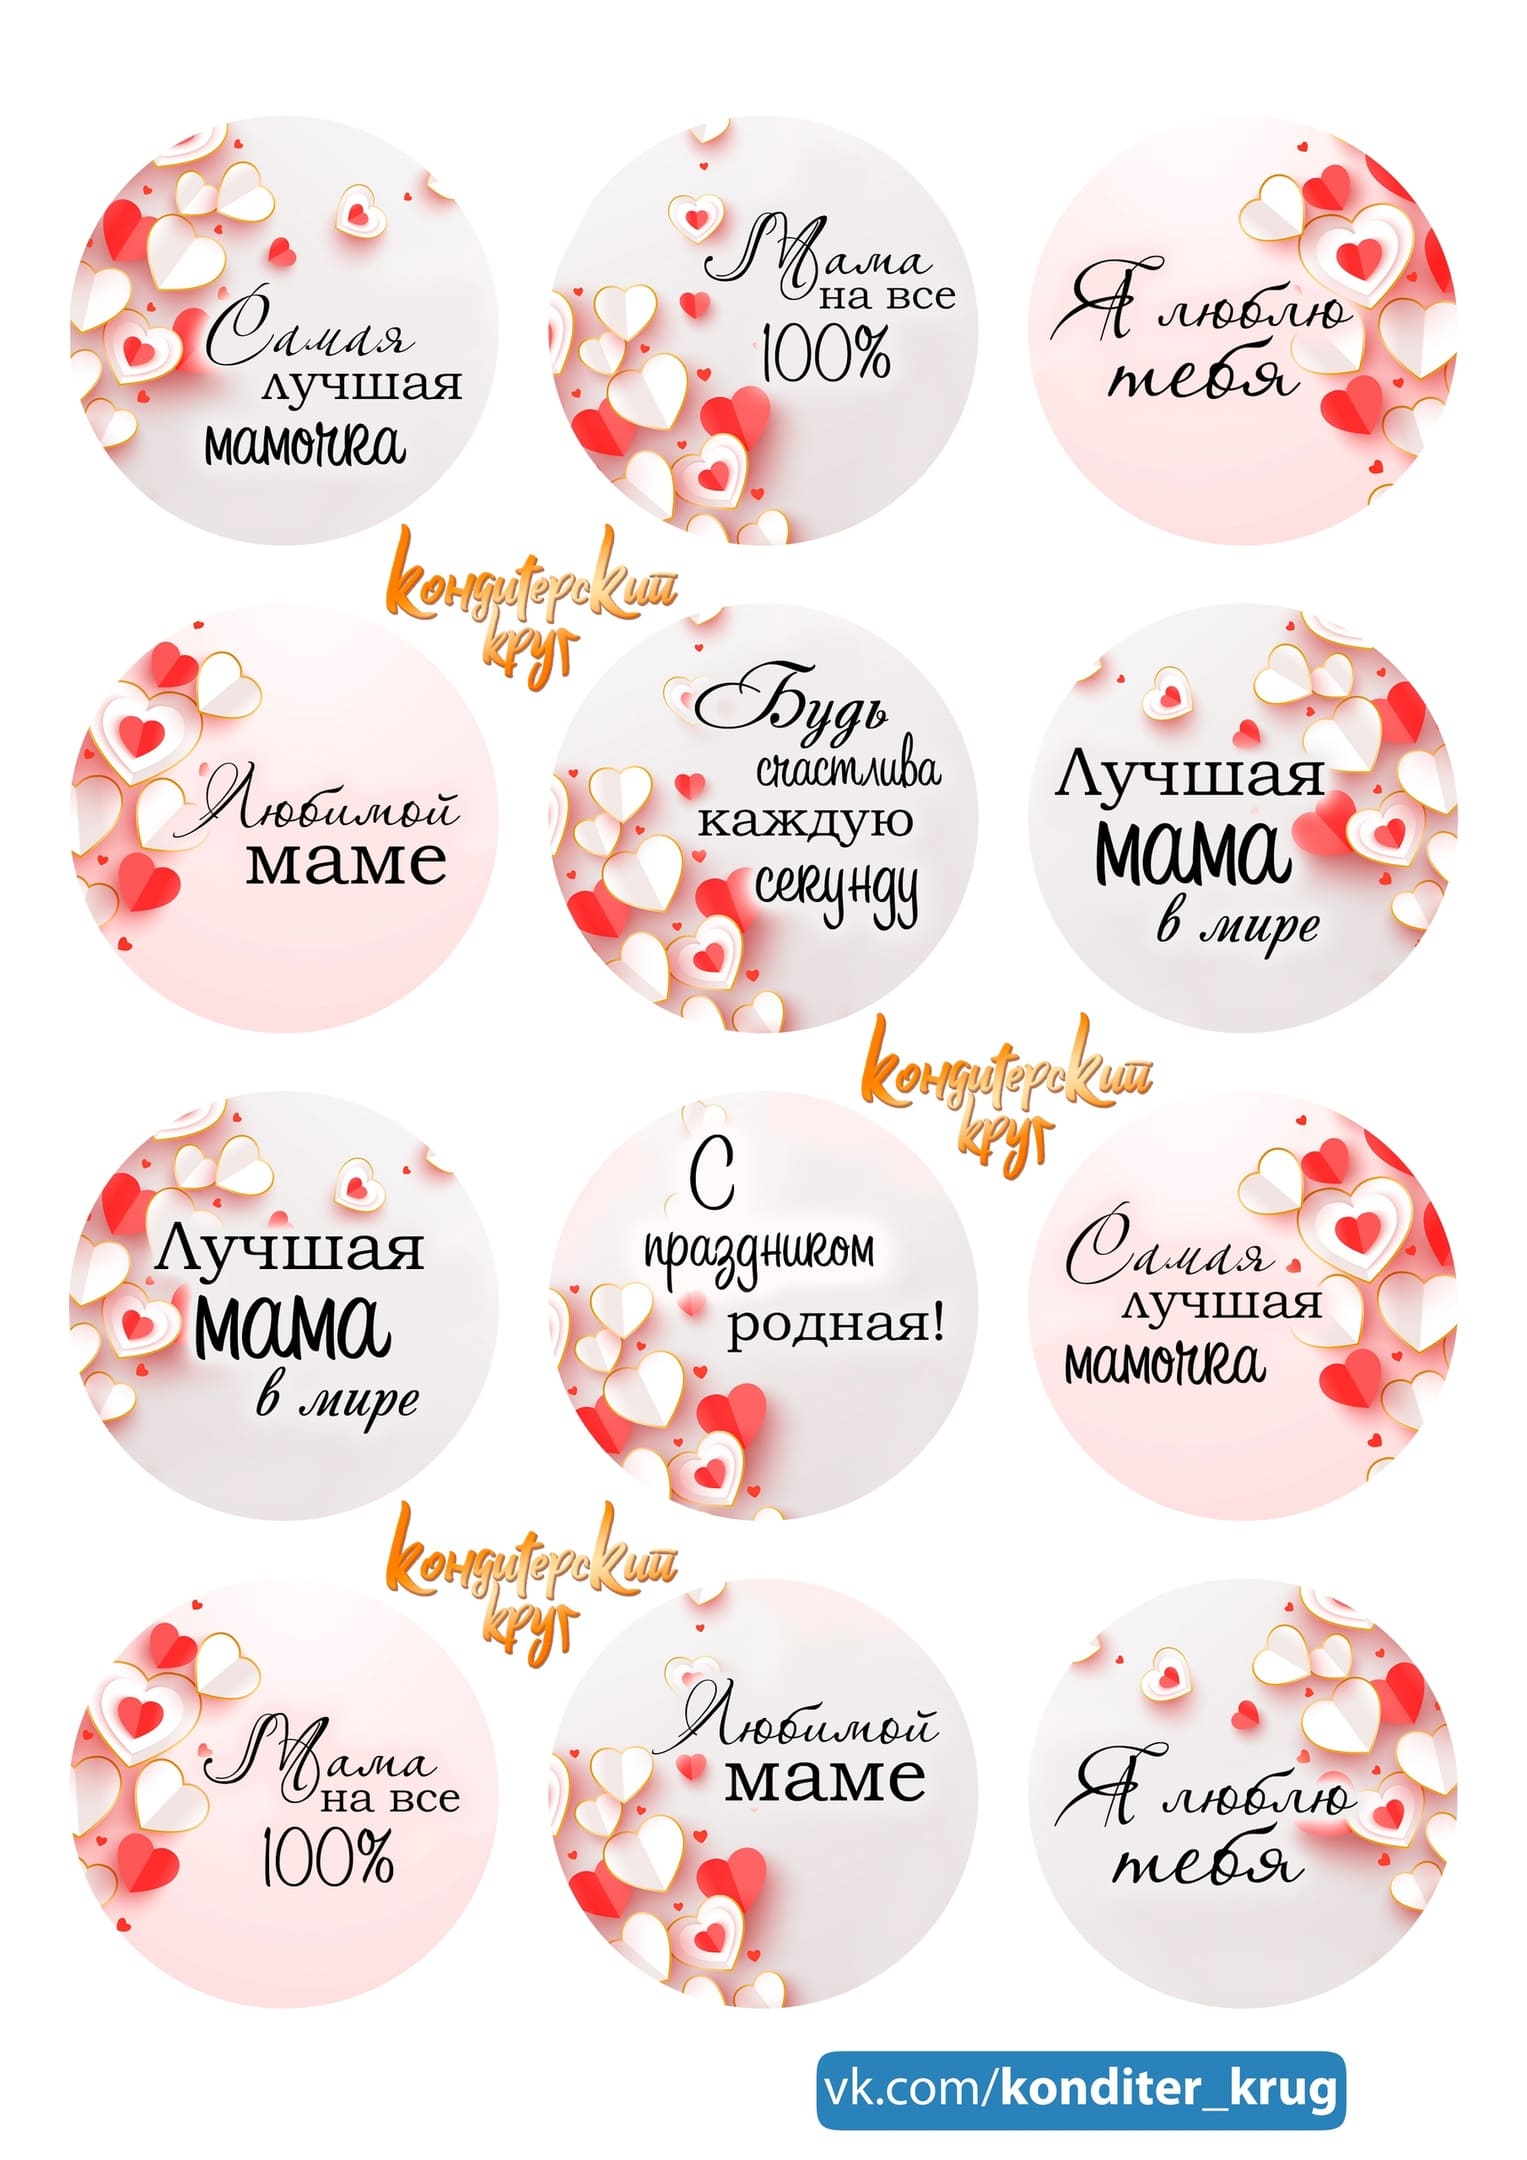 Самая
лучшая
мамочка
Мама
на все
100%
Я люблю
тебя
кондитерский
круг
Любимой
маме
Будь
счастлива
каждую
секунду
Лучшая
мама
в мире
кондитерский
круг
Лучшая
мама
в мире
С
праздником
родная!
Самая
лучшая
мамочка
кондитерский
круг
Мама
на все
100%
Любимой
маме
Я люблю
тебя
vk.com/konditer_krug